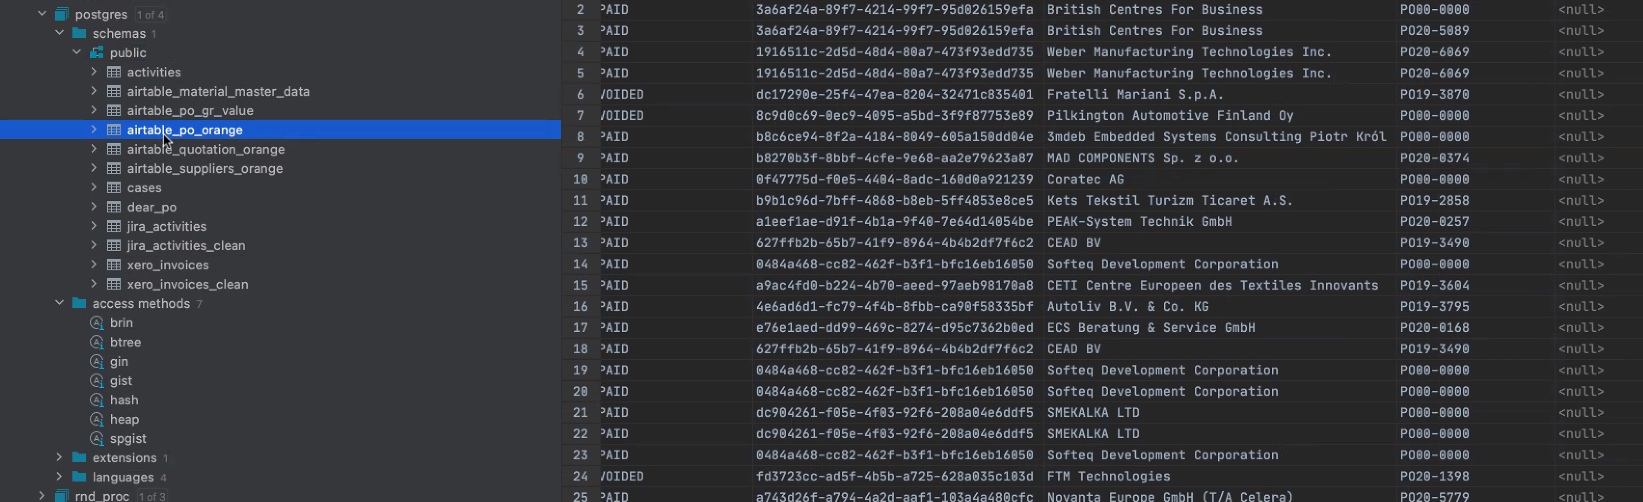 postgres 1 of 4
schemas 1
public
activities
airtable_material_master_data
airtable_po_gr_value
airtable_po_orange
airtable_quotation_orange
airtable_suppliers_orange
cases
dear_po
jira_activities
jira_activities_clean
xero_invoices
xero_invoices_clean
access methods 7
brin
btree
gin
gist
hash
heap
spgist
extensions 1
languages 4
rnd_proc 1 of 3
2 PAID 3a6af24a-89f7-4214-99f7-95d026159efa British Centres For Business PO00-0000 <null>
3 PAID 3a6af24a-89f7-4214-99f7-95d026159efa British Centres For Business PO20-5089 <null>
4 PAID 1916511c-2d5d-48d4-80a7-473f93edd735 Weber Manufacturing Technologies Inc. PO20-6069 <null>
5 PAID 1916511c-2d5d-48d4-80a7-473f93edd735 Weber Manufacturing Technologies Inc. PO20-6069 <null>
6 VOIDED dc17290e-25f4-47ea-8204-32471c835401 Fratelli Mariani S.p.A. PO19-3870 <null>
7 VOIDED 8c9d0c69-0ec9-4095-a5bd-3f9f87753e89 Pilkington Automotive Finland Oy PO00-0000 <null>
8 PAID b8c6ce94-8f2a-4184-8049-605a150dd04e 3mdeb Embedded Systems Consulting Piotr Król PO00-0000 <null>
9 PAID b8270b3f-8bbf-4cfe-9e68-aa2e79623a87 MAD COMPONENTS Sp. z o.o. PO20-0374 <null>
10 PAID 0f47775d-f0e5-4404-8adc-160d0a921239 Coratec AG PO00-0000 <null>
11 PAID b9b1c96d-7bff-4868-b8eb-5ff4853e8ce5 Kets Tekstil Turizm Ticaret A.S. PO19-2858 <null>
12 PAID a1eef1ae-d91f-4b1a-9f40-7e64d14054be PEAK-System Technik GmbH PO20-0257 <null>
13 PAID 627ffb2b-65b7-41f9-8964-4b4b2df7f6c2 CEAD BV PO19-3490 <null>
14 PAID 0484a468-cc82-462f-b3f1-bfc16eb16050 Softeq Development Corporation PO00-0000 <null>
15 PAID a9ac4fd0-b224-4b70-aeed-97aeb98170a8 CETI Centre Europeen des Textiles Innovants PO19-3604 <null>
16 PAID 4e6ad6d1-fc79-4f4b-8fbb-ca90f58335bf Autoliv B.V. & Co. KG PO19-3795 <null>
17 PAID e76e1aed-dd99-469c-8274-d95c7362b0ed ECS Beratung & Service GmbH PO20-0168 <null>
18 PAID 627ffb2b-65b7-41f9-8964-4b4b2df7f6c2 CEAD BV PO19-3490 <null>
19 PAID 0484a468-cc82-462f-b3f1-bfc16eb16050 Softeq Development Corporation PO00-0000 <null>
20 PAID 0484a468-cc82-462f-b3f1-bfc16eb16050 Softeq Development Corporation PO00-0000 <null>
21 PAID dc904261-f05e-4f03-92f6-208a04e6ddf5 SMEKALKA LTD PO00-0000 <null>
22 PAID dc904261-f05e-4f03-92f6-208a04e6ddf5 SMEKALKA LTD PO00-0000 <null>
23 PAID 0484a468-cc82-462f-b3f1-bfc16eb16050 Softeq Development Corporation PO00-0000 <null>
24 VOIDED fd3723cc-ad5f-4b5b-a725-628a035c103d FTM Technologies PO20-1398 <null>
25 PAID a743d26f-a794-4a2d-aaf1-103a4a480cfc Novanta Europe GmbH (T/A Celera) PO20-5779 <null>